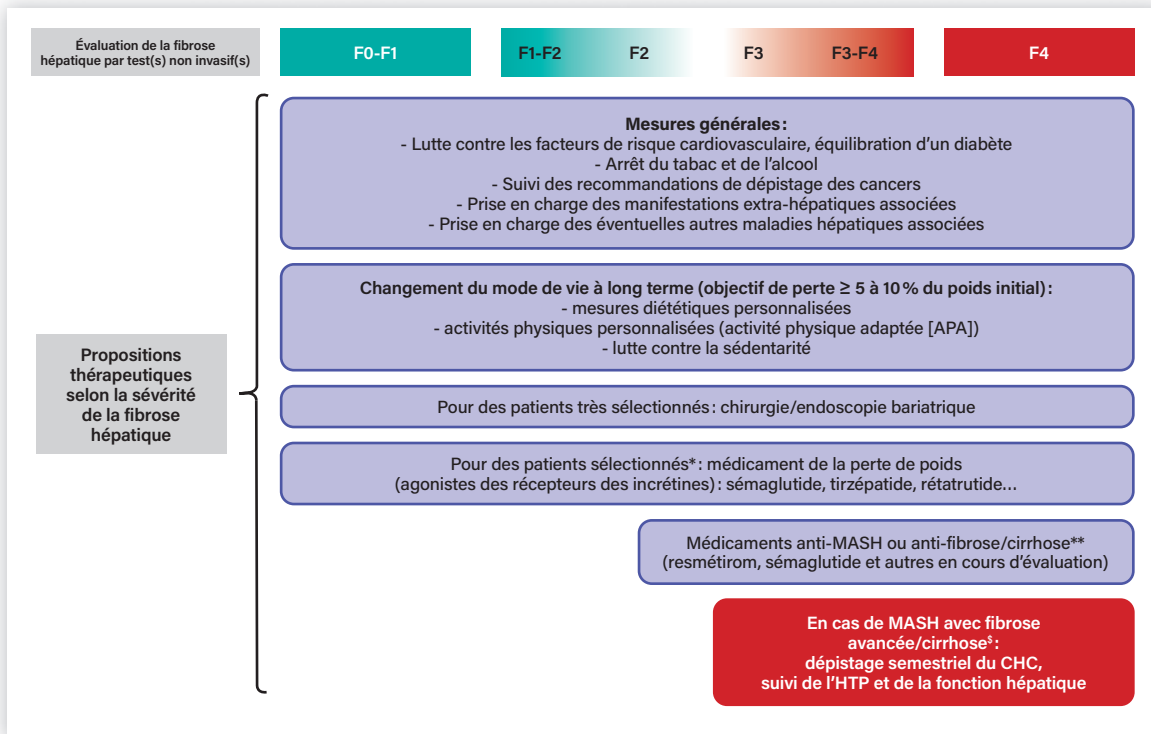 Évaluation de la fibrose
hépatique par test(s) non invasif(s)
F0-F1
F1-F2
F2
F3
F3-F4
F4
Mesures générales :
- Lutte contre les facteurs de risque cardiovasculaire, équilibration d'un diabète
- Arrêt du tabac et de l'alcool
- Suivi des recommandations de dépistage des cancers
- Prise en charge des manifestations extra-hépatiques associées
- Prise en charge des éventuelles autres maladies hépatiques associées
Changement du mode de vie à long terme (objectif de perte ≥ 5 à 10 % du poids initial) :
- mesures diététiques personnalisées
- activités physiques personnalisées (activité physique adaptée [APA])
- lutte contre la sédentarité
Propositions
thérapeutiques
selon la sévérité
de la fibrose
hépatique
Pour des patients très sélectionnés : chirurgie/endoscopie bariatrique
Pour des patients sélectionnés* : médicament de la perte de poids
(agonistes des récepteurs des incrétines) : sémaglutide, tirzépatide, rétatrutide…
Médicaments anti-MASH ou anti-fibrose/cirrhose**
(resmétirom, sémaglutide et autres en cours d'évaluation)
En cas de MASH avec fibrose
avancée/cirrhose$ :
dépistage semestriel du CHC,
suivi de l'HTP et de la fonction hépatique